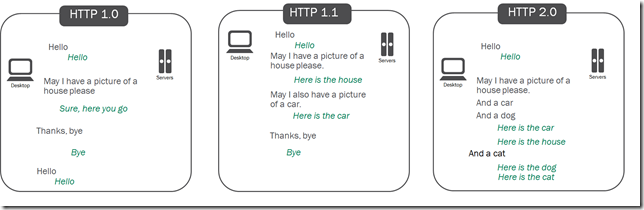 HTTP 1.0
Hello
Hello
Desktop
Servers
May I have a picture of a
house please
Sure, here you go
Thanks, bye
Bye
Hello
Hello
HTTP 1.1
Hello
Hello
Desktop
Servers
May I have a picture of a
house please.
Here is the house
May I also have a picture
of a car.
Here is the car
Thanks, bye
Bye
HTTP 2.0
Hello
Hello
Desktop
Servers
May I have a picture of a
house please.
And a car
And a dog
Here is the car
Here is the house
And a cat
Here is the dog
Here is the cat